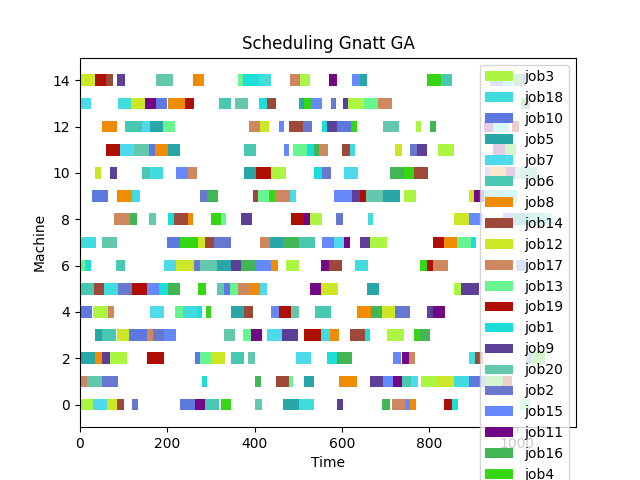 Scheduling Gnatt GA
14
12
10
8
6
4
2
0
Machine
0 200 400 600 800 1000
Time
job3
job18
job10
job5
job7
job6
job8
job14
job12
job17
job13
job19
job1
job9
job20
job2
job15
job11
job16
job4